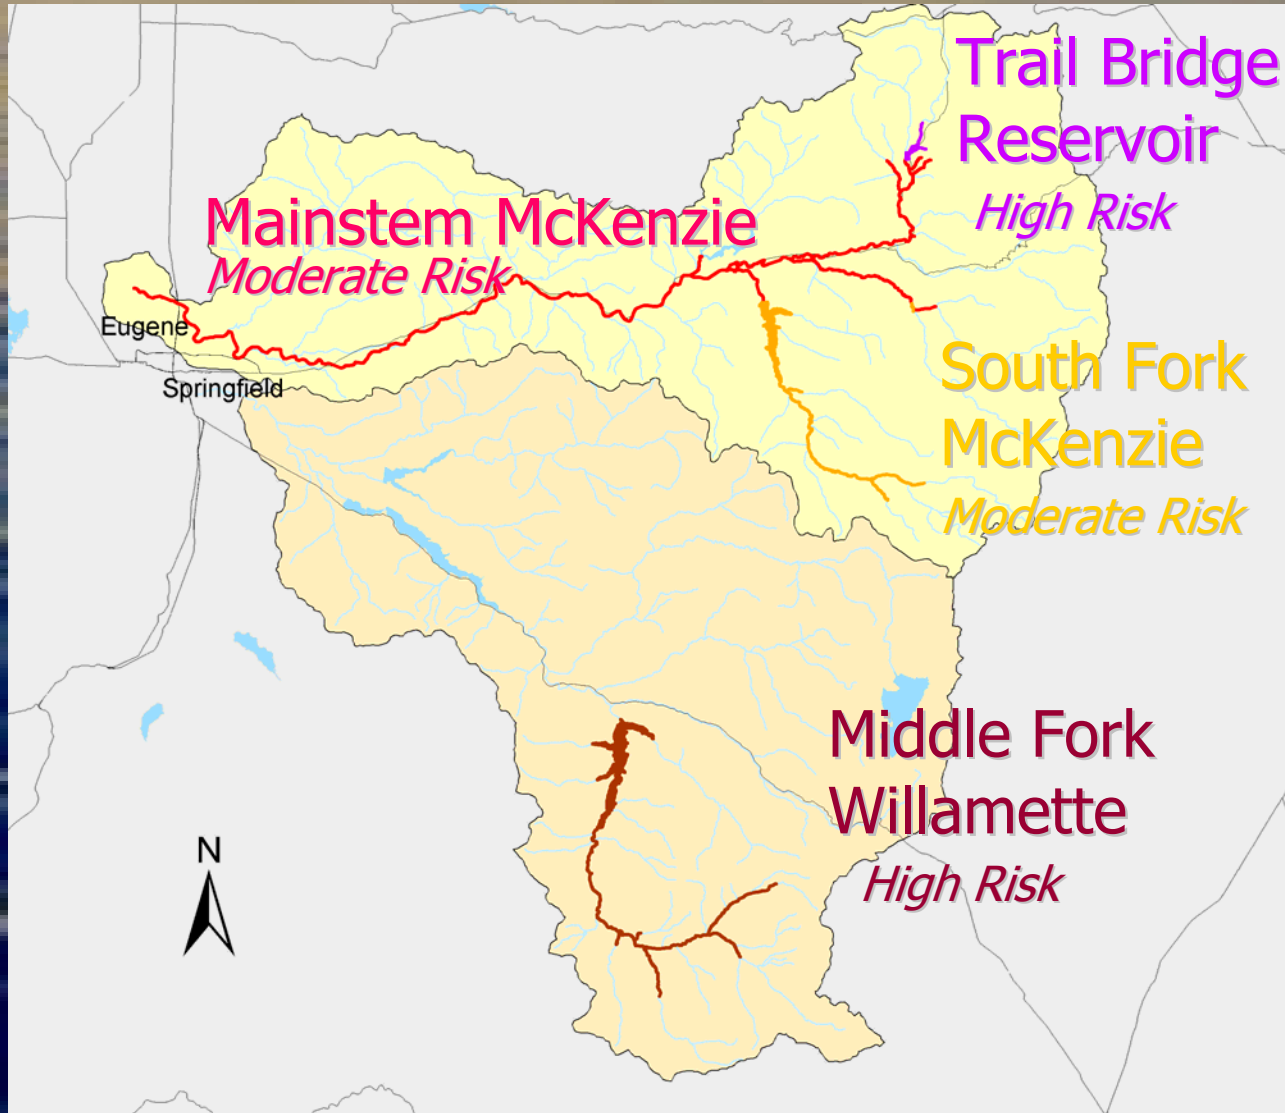 Trail Bridge
Reservoir
High Risk
Mainstem McKenzie
Moderate Risk
Eugene
Springfield
South Fork
McKenzie
Moderate Risk
Middle Fork
Willamette
High Risk
N